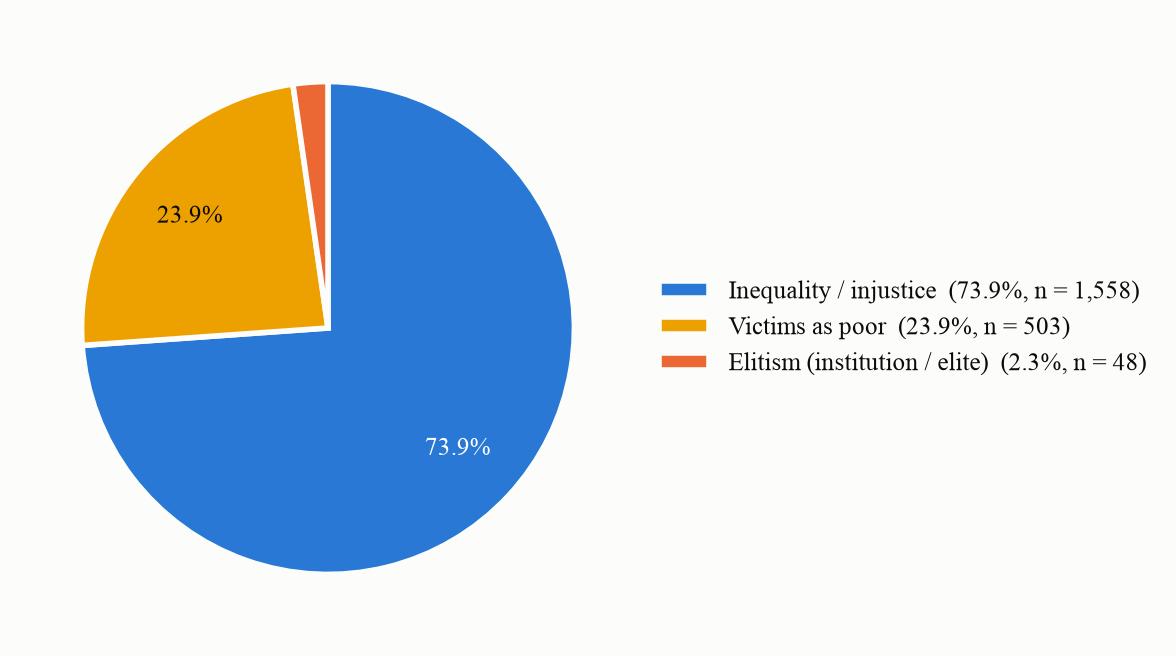 23.9%
Inequality / injustice (73.9%, n = 1,558)
Victims as poor (23.9%, n = 503)
Elitism (institution / elite) (2.3%, n = 48)
73.9%